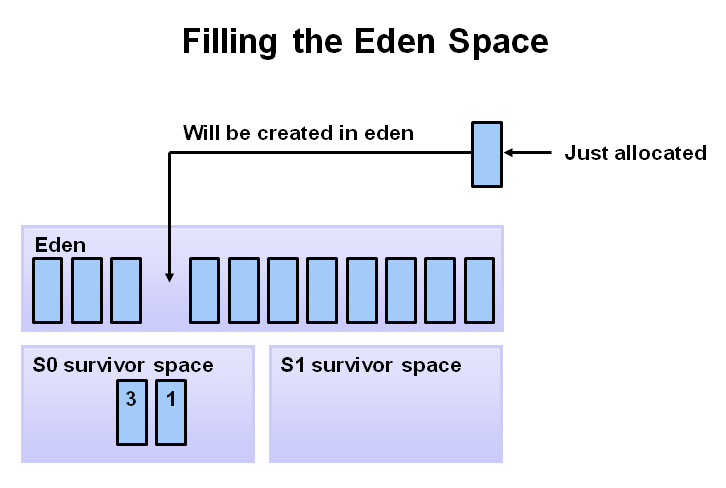 Filling the Eden Space
Will be created in eden
Just allocated
Eden
S0 survivor space
S1 survivor space
3 1